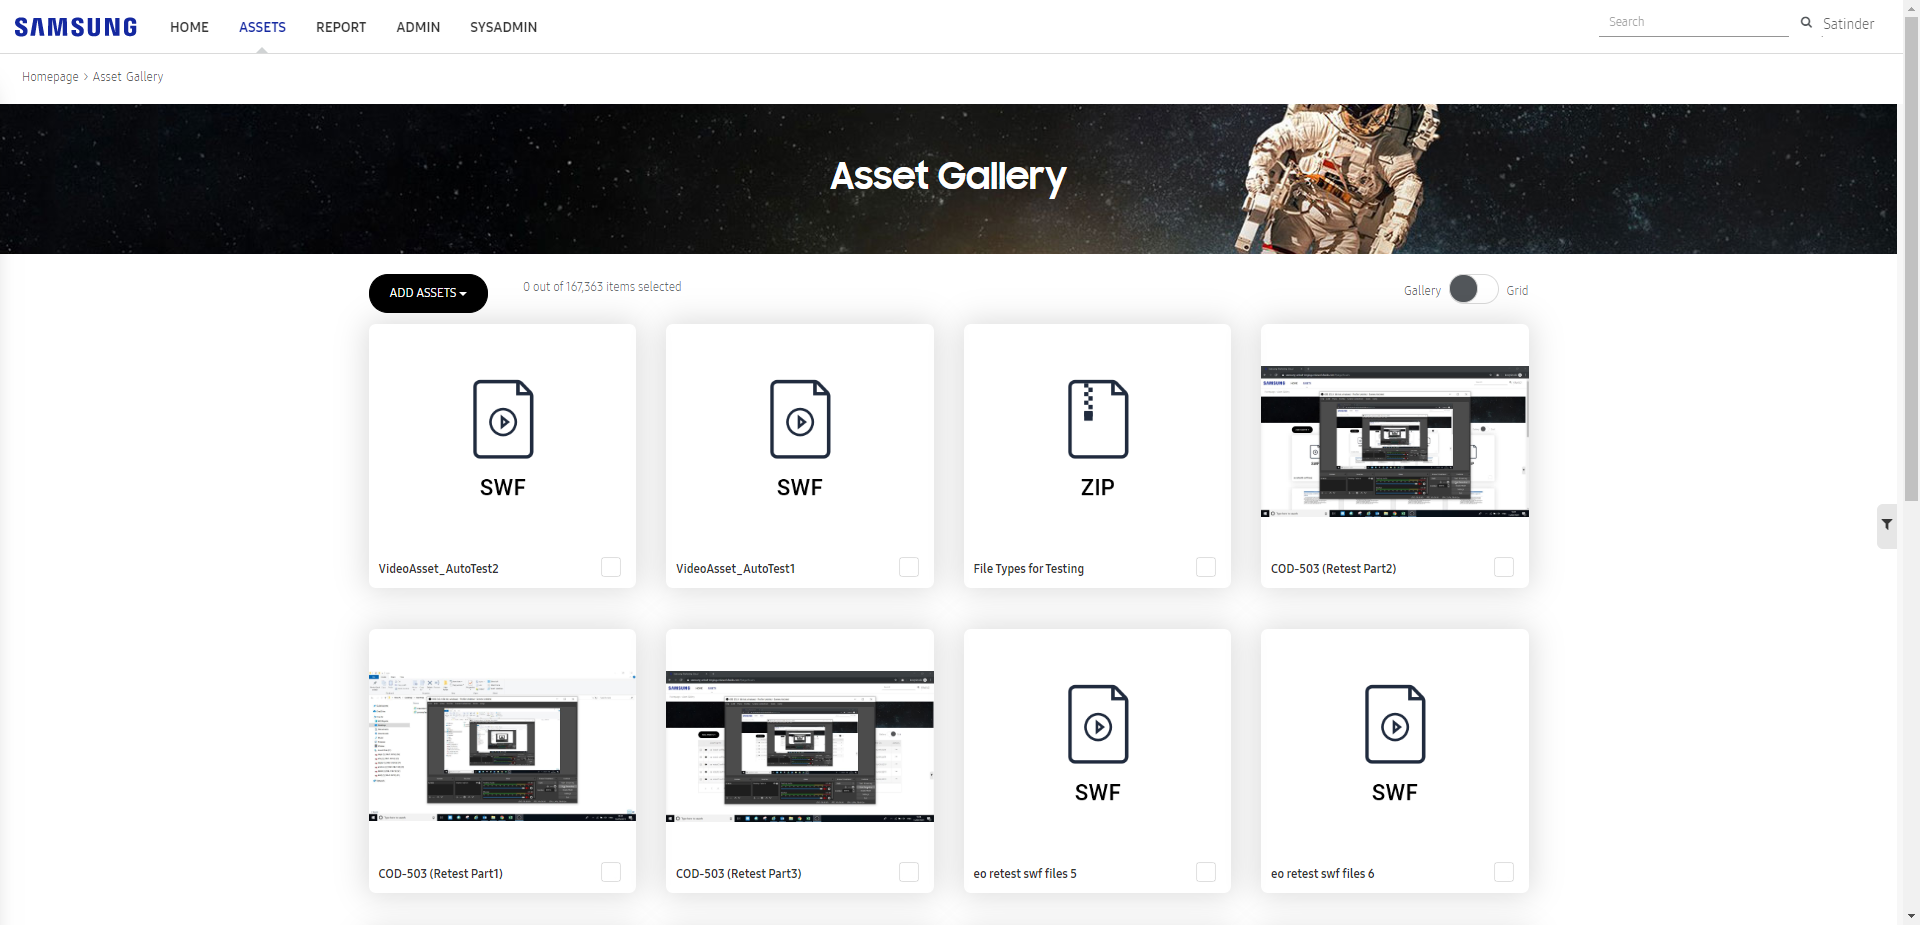 SAMSUNG HOME ASSETS REPORT ADMIN SYSADMIN Search Satinder
Homepage > Asset Gallery
Asset Gallery
ADD ASSETS 0 out of 167,363 items selected Gallery Grid
SWF SWF ZIP
VideoAsset_AutoTest2 VideoAsset_AutoTest1 File Types for Testing COD-503 (Retest Part2)
SWF SWF
COD-503 (Retest Part1) COD-503 (Retest Part3) eo retest swf files 5 eo retest swf files 6